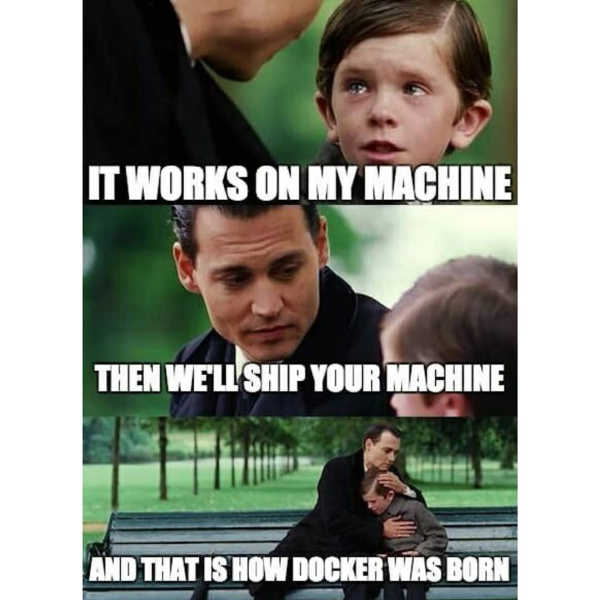 IT WORKS ON MY MACHINE
THEN WE'LL SHIP YOUR MACHINE
AND THAT IS HOW DOCKER WAS BORN